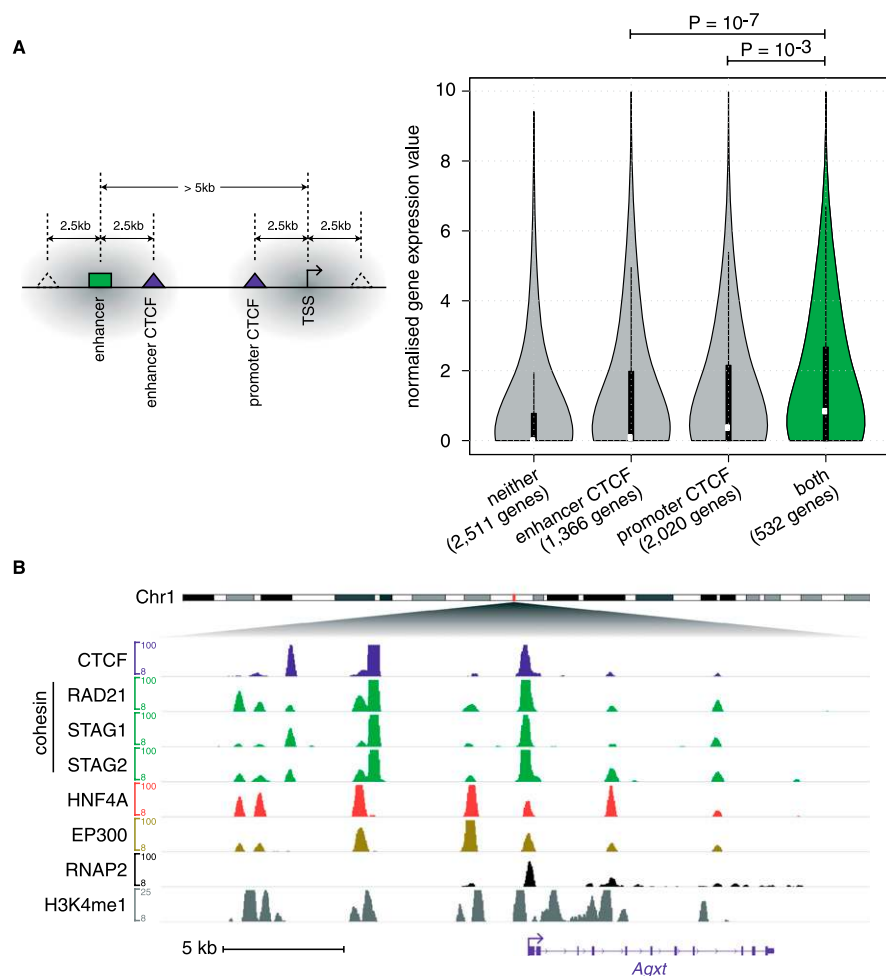 A
P = 10-7
P = 10-3
> 5kb
2.5kb 2.5kb 2.5kb 2.5kb
enhancer
enhancer CTCF
promoter CTCF
TSS
normalised gene expression value
10
8
6
4
2
0
neither
(2,511 genes)
enhancer CTCF
(1,366 genes)
promoter CTCF
(2,020 genes)
both
(532 genes)
B
Chr1
CTCF 100 8
cohesin
RAD21 100 8
STAG1 100 8
STAG2 100 8
HNF4A 100 8
EP300 100 8
RNAP2 100 8
H3K4me1 25 8
5 kb
Agxt